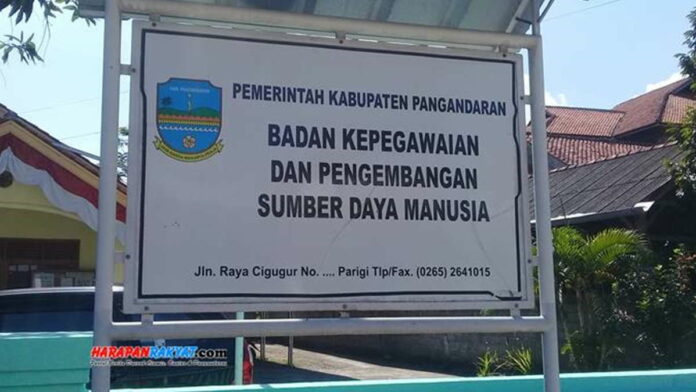 PEMERINTAH KABUPATEN PANGANDARAN
BADAN KEPEGAWAIAN
DAN PENGEMBANGAN
SUMBER DAYA MANUSIA
Jln. Raya Cigugur No. .... Parigi Tlp/Fax. (0265) 2641015
HARAPANRAKYAT.com